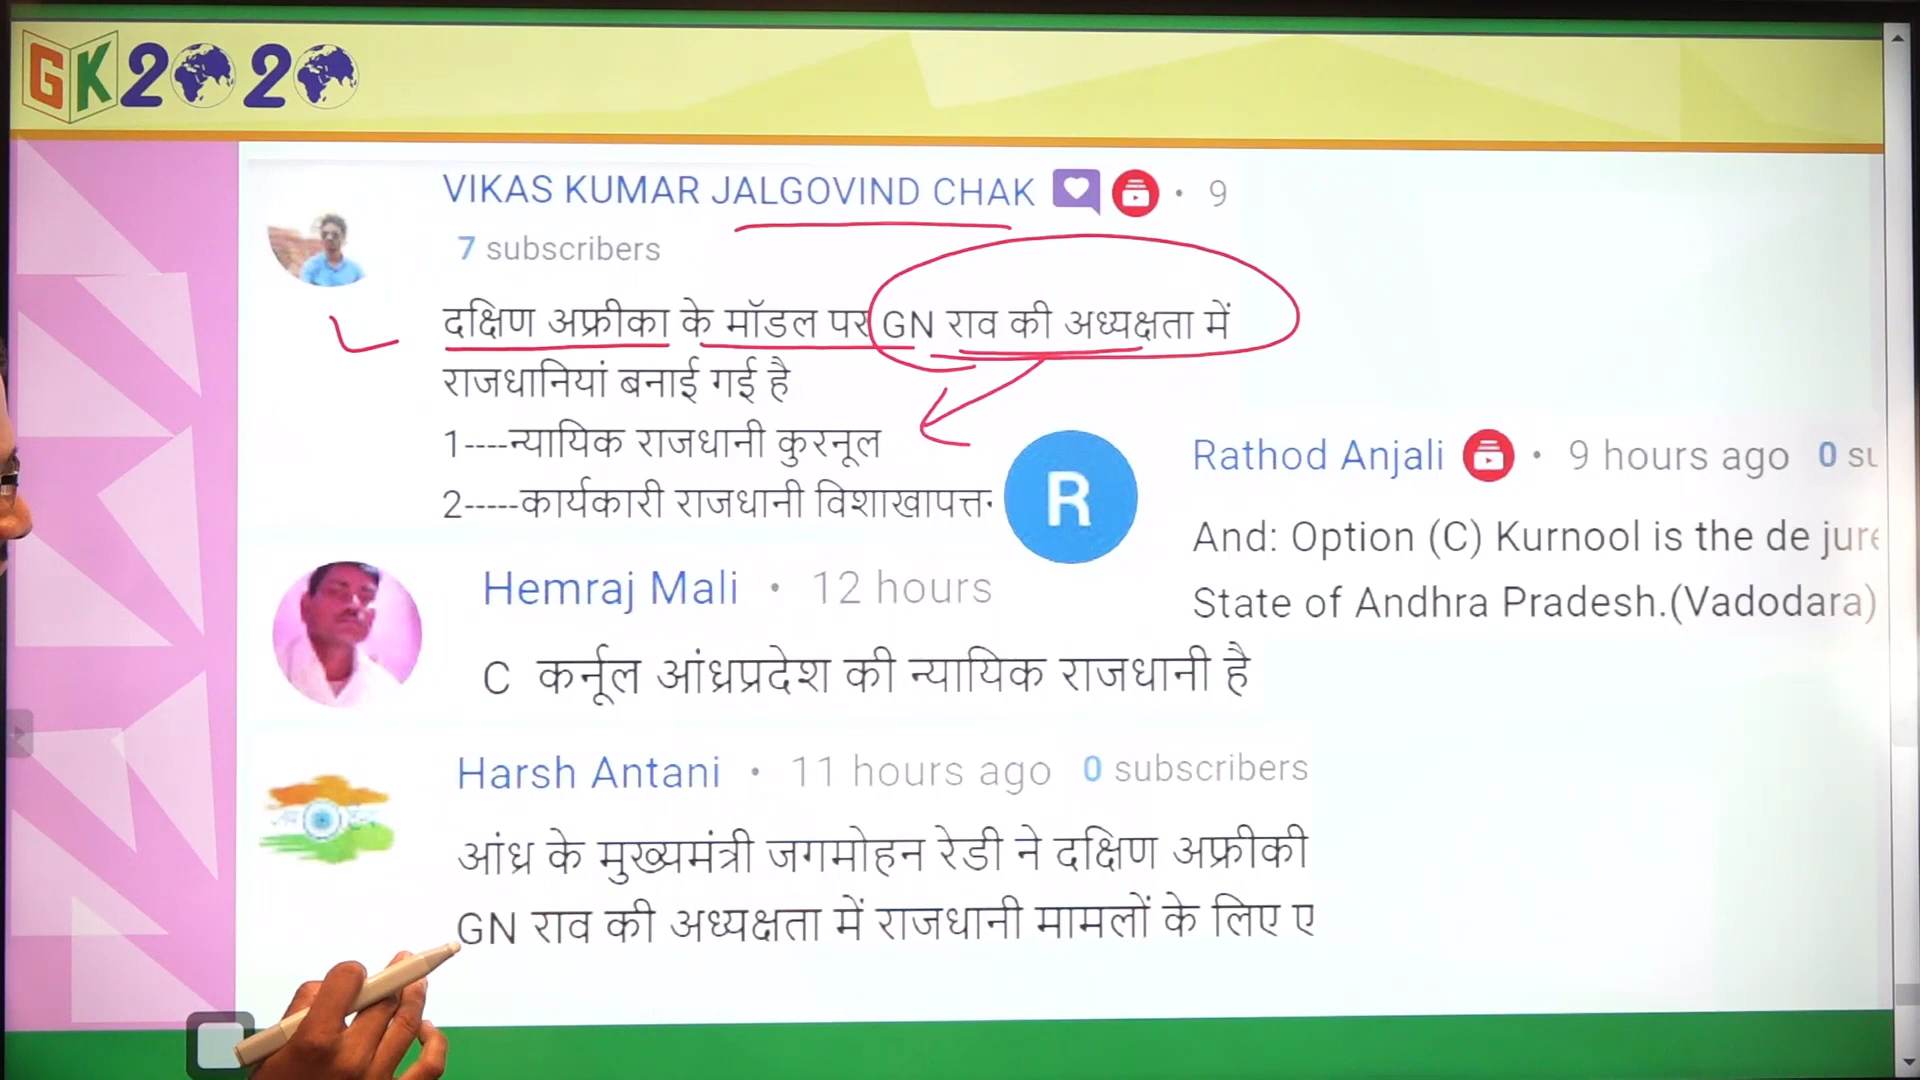 GK2020
VIKAS KUMAR JALGOVIND CHAK • 9
7 subscribers
दक्षिण अफ्रीका के मॉडल पर GN राव की अध्यक्षता में
राजधानियां बनाई गई है
1----न्यायिक राजधानी कुरनूल
2-----कार्यकारी राजधानी
R
Rathod Anjali • 9 hours ago 0
And: Option (C) Kurnool is the de
State of Andhra Pradesh.(Vadodara)
Hemraj Mali • 12 hours
C कर्नूल आंध्रप्रदेश की न्यायिक राजधानी है
Harsh Antani • 11 hours ago 0 subscribers
आंध्र के मुख्यमंत्री जगमोहन रेडी ने दक्षिण अफ्रीकी
GN राव की अध्यक्षता में राजधानी मामलों के लिए ए